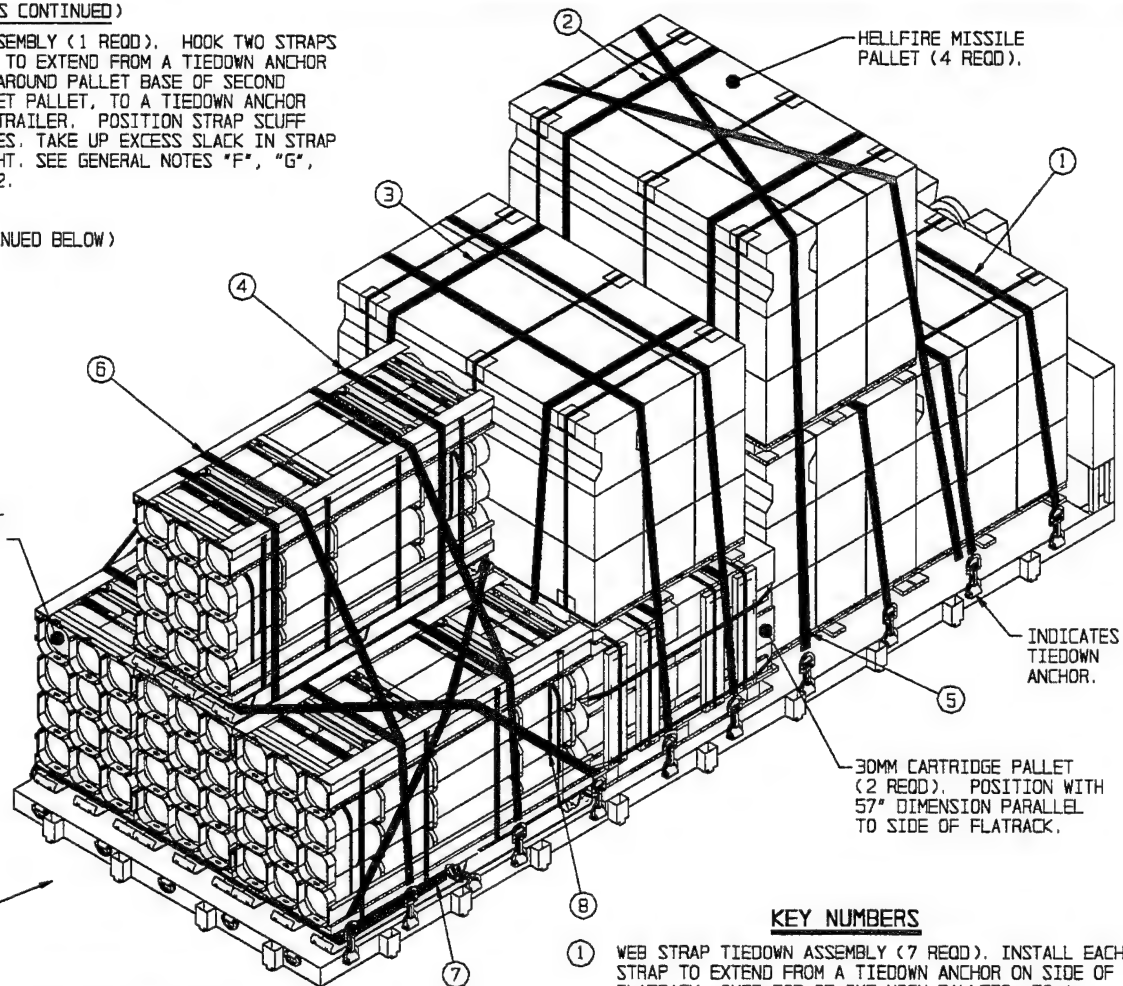 S CONTINUED)
SEMBLY (1 REQD). HOOK TWO STRAPS
TO EXTEND FROM A TIEDOWN ANCHOR
AROUND PALLET BASE OF SECOND
ET PALLET, TO A TIEDOWN ANCHOR
TRAILER. POSITION STRAP SCUFF
ES. TAKE UP EXCESS SLACK IN STRAP
HT. SEE GENERAL NOTES "F", "G",
2.
NUED BELOW)
2
HELLFIRE MISSILE
PALLET (4 REQD).
1
3
4
6
INDICATES
TIEDOWN
ANCHOR.
5
30MM CARTRIDGE PALLET
(2 REQD). POSITION WITH
57" DIMENSION PARALLEL
TO SIDE OF FLATRACK.
8
7
KEY NUMBERS
1 WEB STRAP TIEDOWN ASSEMBLY (7 REQD). INSTALL EACH
STRAP TO EXTEND FROM A TIEDOWN ANCHOR ON SIDE OF